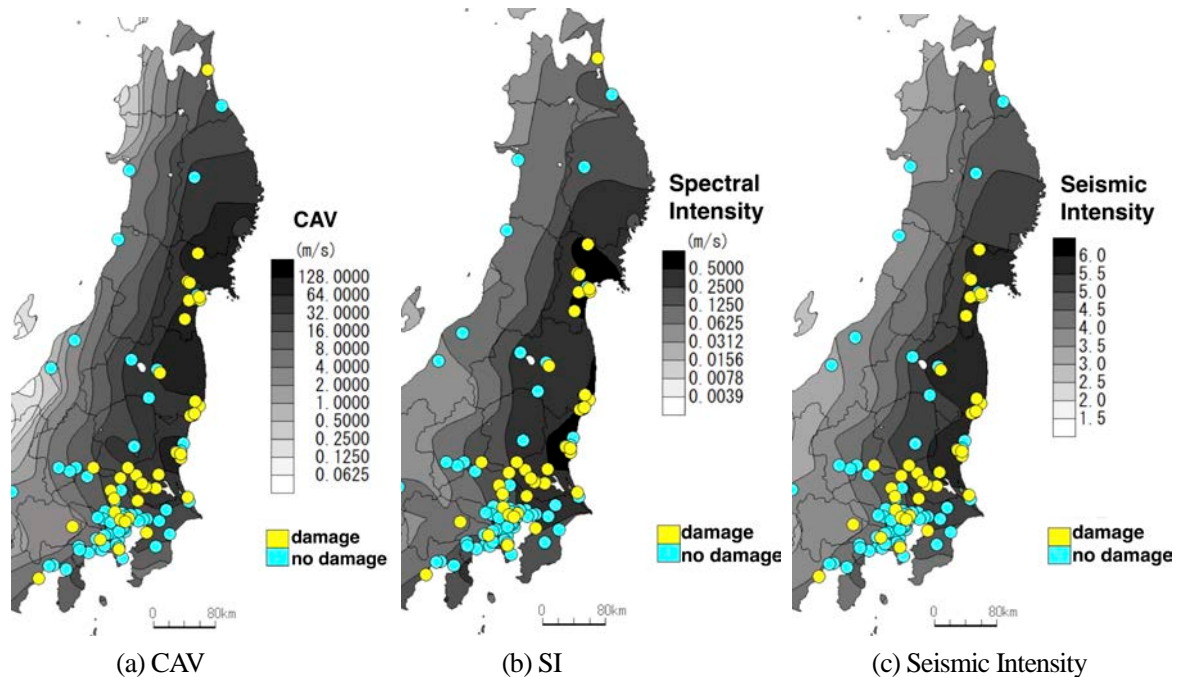 CAV
(m/s)
128.0000
64.0000
32.0000
16.0000
8.0000
4.0000
2.0000
1.0000
0.5000
0.2500
0.1250
0.0625
damage
no damage
0 80km
(a) CAV
Spectral
Intensity
(m/s)
0.5000
0.2500
0.1250
0.0625
0.0312
0.0156
0.0078
0.0039
damage
no damage
0 80km
(b) SI
Seismic
Intensity
6.0
5.5
5.0
4.5
4.0
3.5
3.0
2.5
2.0
1.5
damage
no damage
0 80km
(c) Seismic Intensity